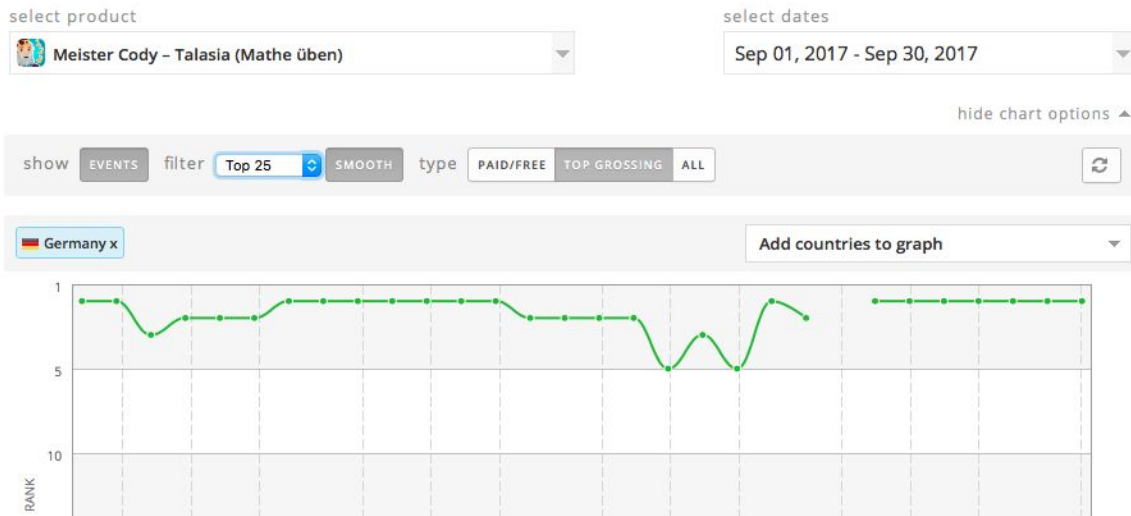 select product
select dates
Meister Cody – Talasia (Mathe üben)
Sep 01, 2017 - Sep 30, 2017
hide chart options
show EVENTS filter Top 25 SMOOTH type PAID/FREE TOP GROSSING ALL
Germany x
Add countries to graph
1
5
10
RANK